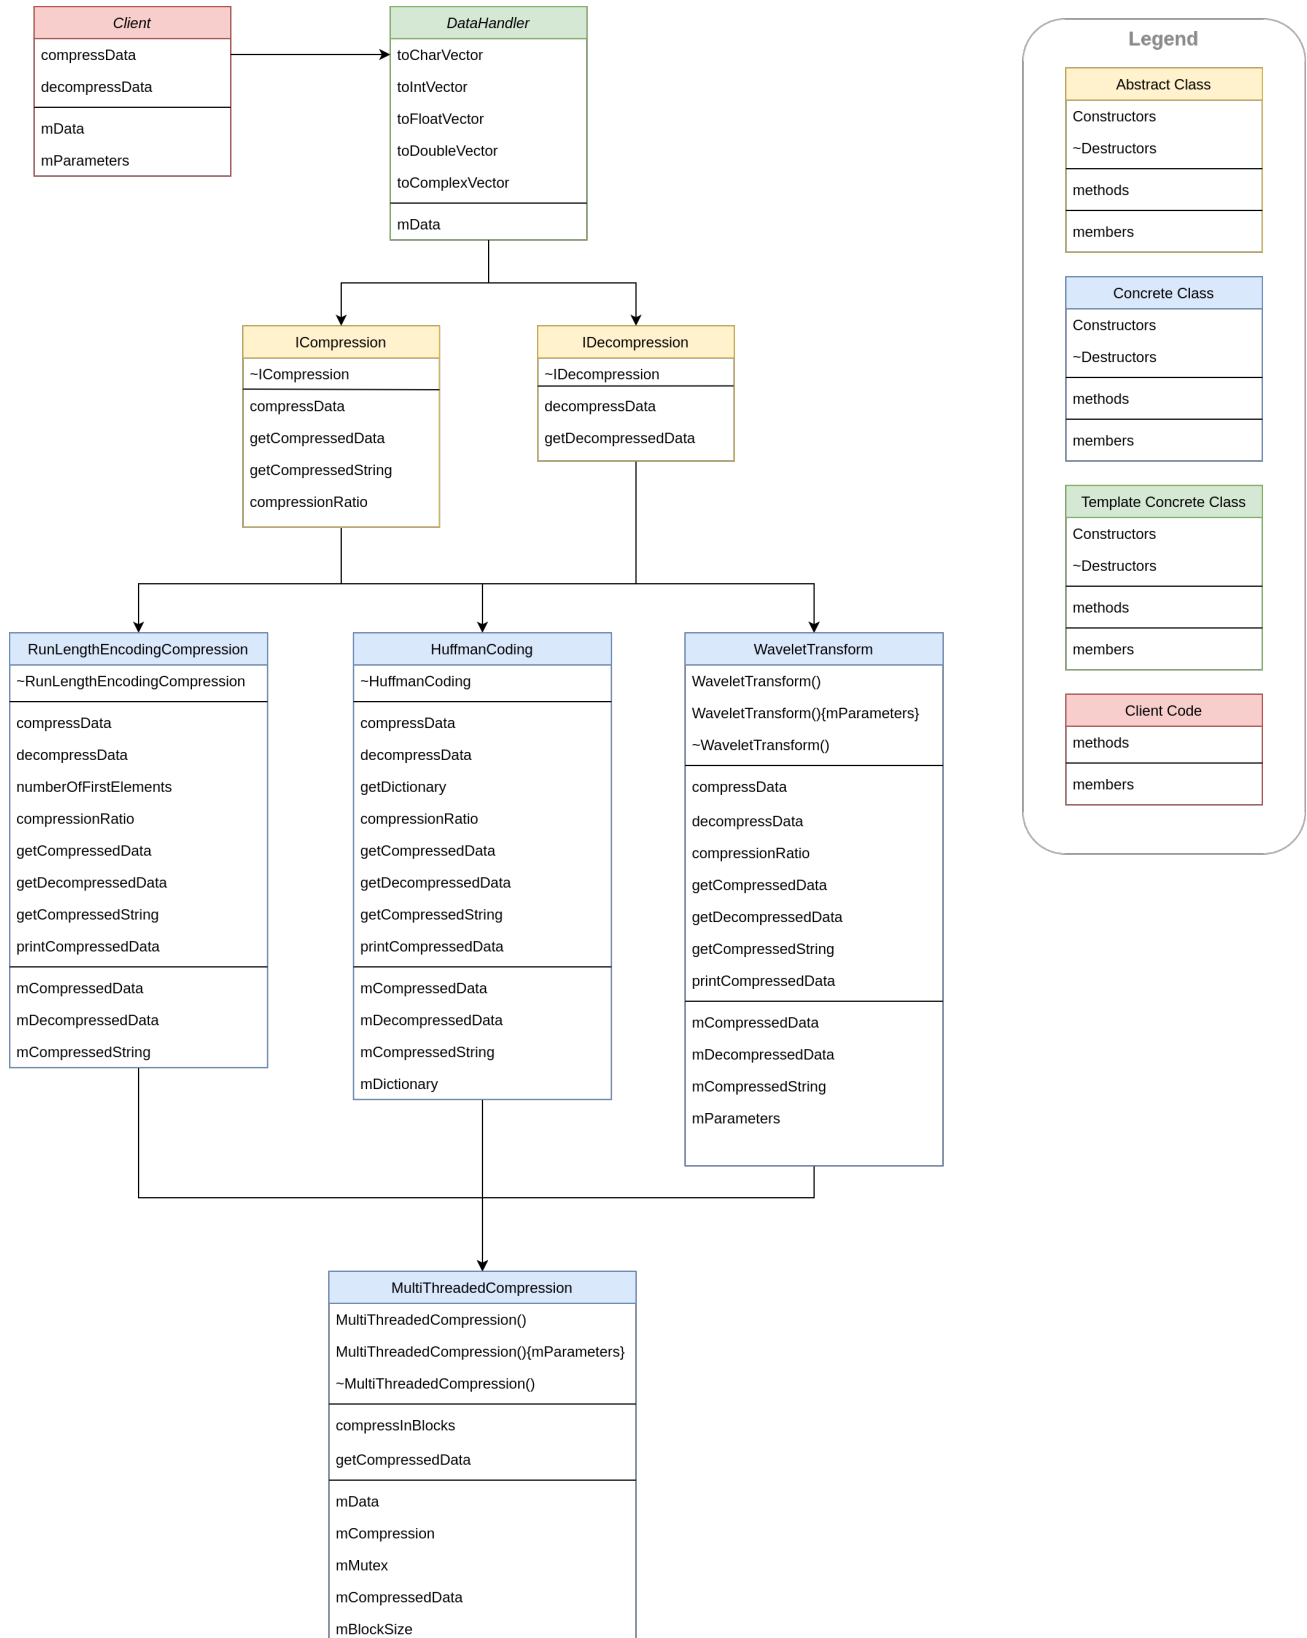 Client
compressData
decompressData
mData
mParameters
DataHandler
toCharVector
toIntVector
toFloatVector
toDoubleVector
toComplexVector
mData
ICompression
~ICompression
compressData
getCompressedData
getCompressedString
compressionRatio
IDecompression
~IDecompression
decompressData
getDecompressedData
RunLengthEncodingCompression
~RunLengthEncodingCompression
compressData
decompressData
numberOfFirstElements
compressionRatio
getCompressedData
getDecompressedData
getCompressedString
printCompressedData
mCompressedData
mDecompressedData
mCompressedString
HuffmanCoding
~HuffmanCoding
compressData
decompressData
getDictionary
compressionRatio
getCompressedData
getDecompressedData
getCompressedString
printCompressedData
mCompressedData
mDecompressedData
mCompressedString
mDictionary
WaveletTransform
WaveletTransform()
WaveletTransform(){mParameters}
~WaveletTransform()
compressData
decompressData
compressionRatio
getCompressedData
getDecompressedData
getCompressedString
printCompressedData
mCompressedData
mDecompressedData
mCompressedString
mParameters
MultiThreadedCompression
MultiThreadedCompression()
MultiThreadedCompression(){mParameters}
~MultiThreadedCompression()
compressInBlocks
getCompressedData
mData
mCompression
mMutex
mCompressedData
mBlockSize
Legend
Abstract Class
Constructors
~Destructors
methods
members
Concrete Class
Constructors
~Destructors
methods
members
Template Concrete Class
Constructors
~Destructors
methods
members
Client Code
methods
members